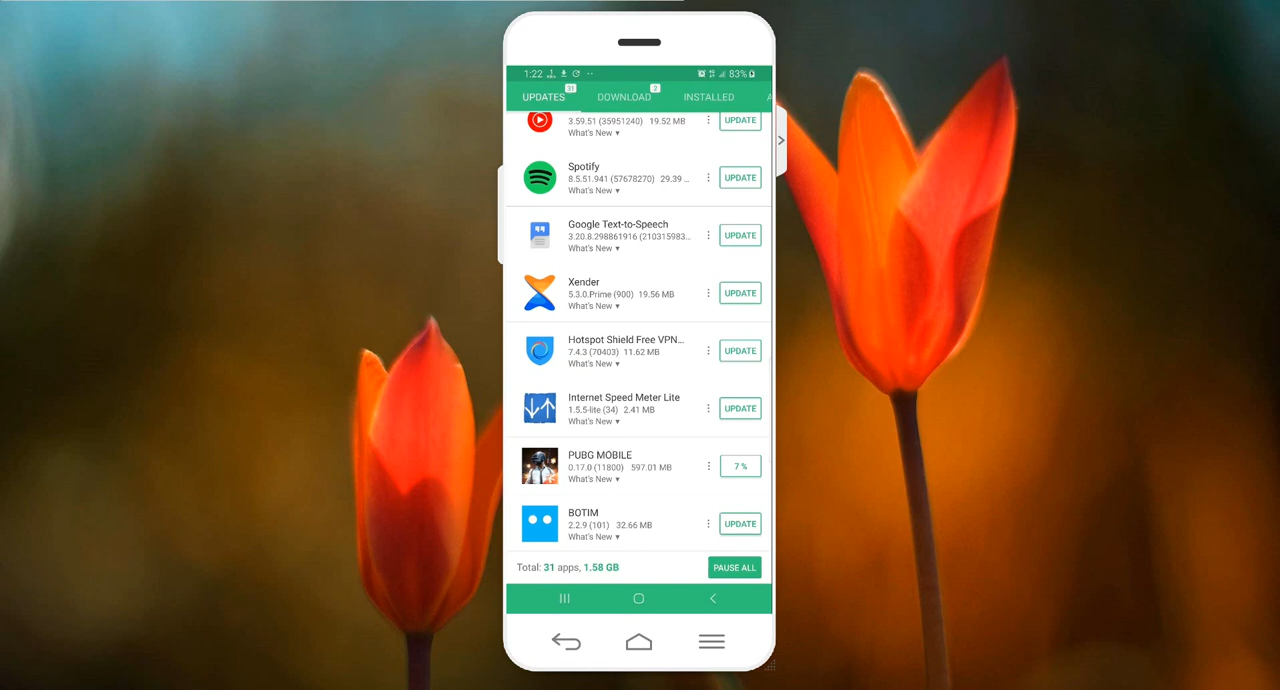 1:22
83%
UPDATES 31
DOWNLOAD 2
INSTALLED
3.59.51 (35951240) 19.52 MB
What's New ▾
UPDATE
Spotify
8.5.51.941 (57678270) 29.39 ...
What's New ▾
UPDATE
Google Text-to-Speech
3.20.8.298861916 (210315983...
What's New ▾
UPDATE
Xender
5.3.0.Prime (900) 19.56 MB
What's New ▾
UPDATE
Hotspot Shield Free VPN...
7.4.3 (70403) 11.62 MB
What's New ▾
UPDATE
Internet Speed Meter Lite
1.5.5-lite (34) 2.41 MB
What's New ▾
UPDATE
PUBG MOBILE
0.17.0 (11800) 597.01 MB
What's New ▾
7 %
BOTIM
2.2.9 (101) 32.66 MB
What's New ▾
UPDATE
Total: 31 apps, 1.58 GB
PAUSE ALL